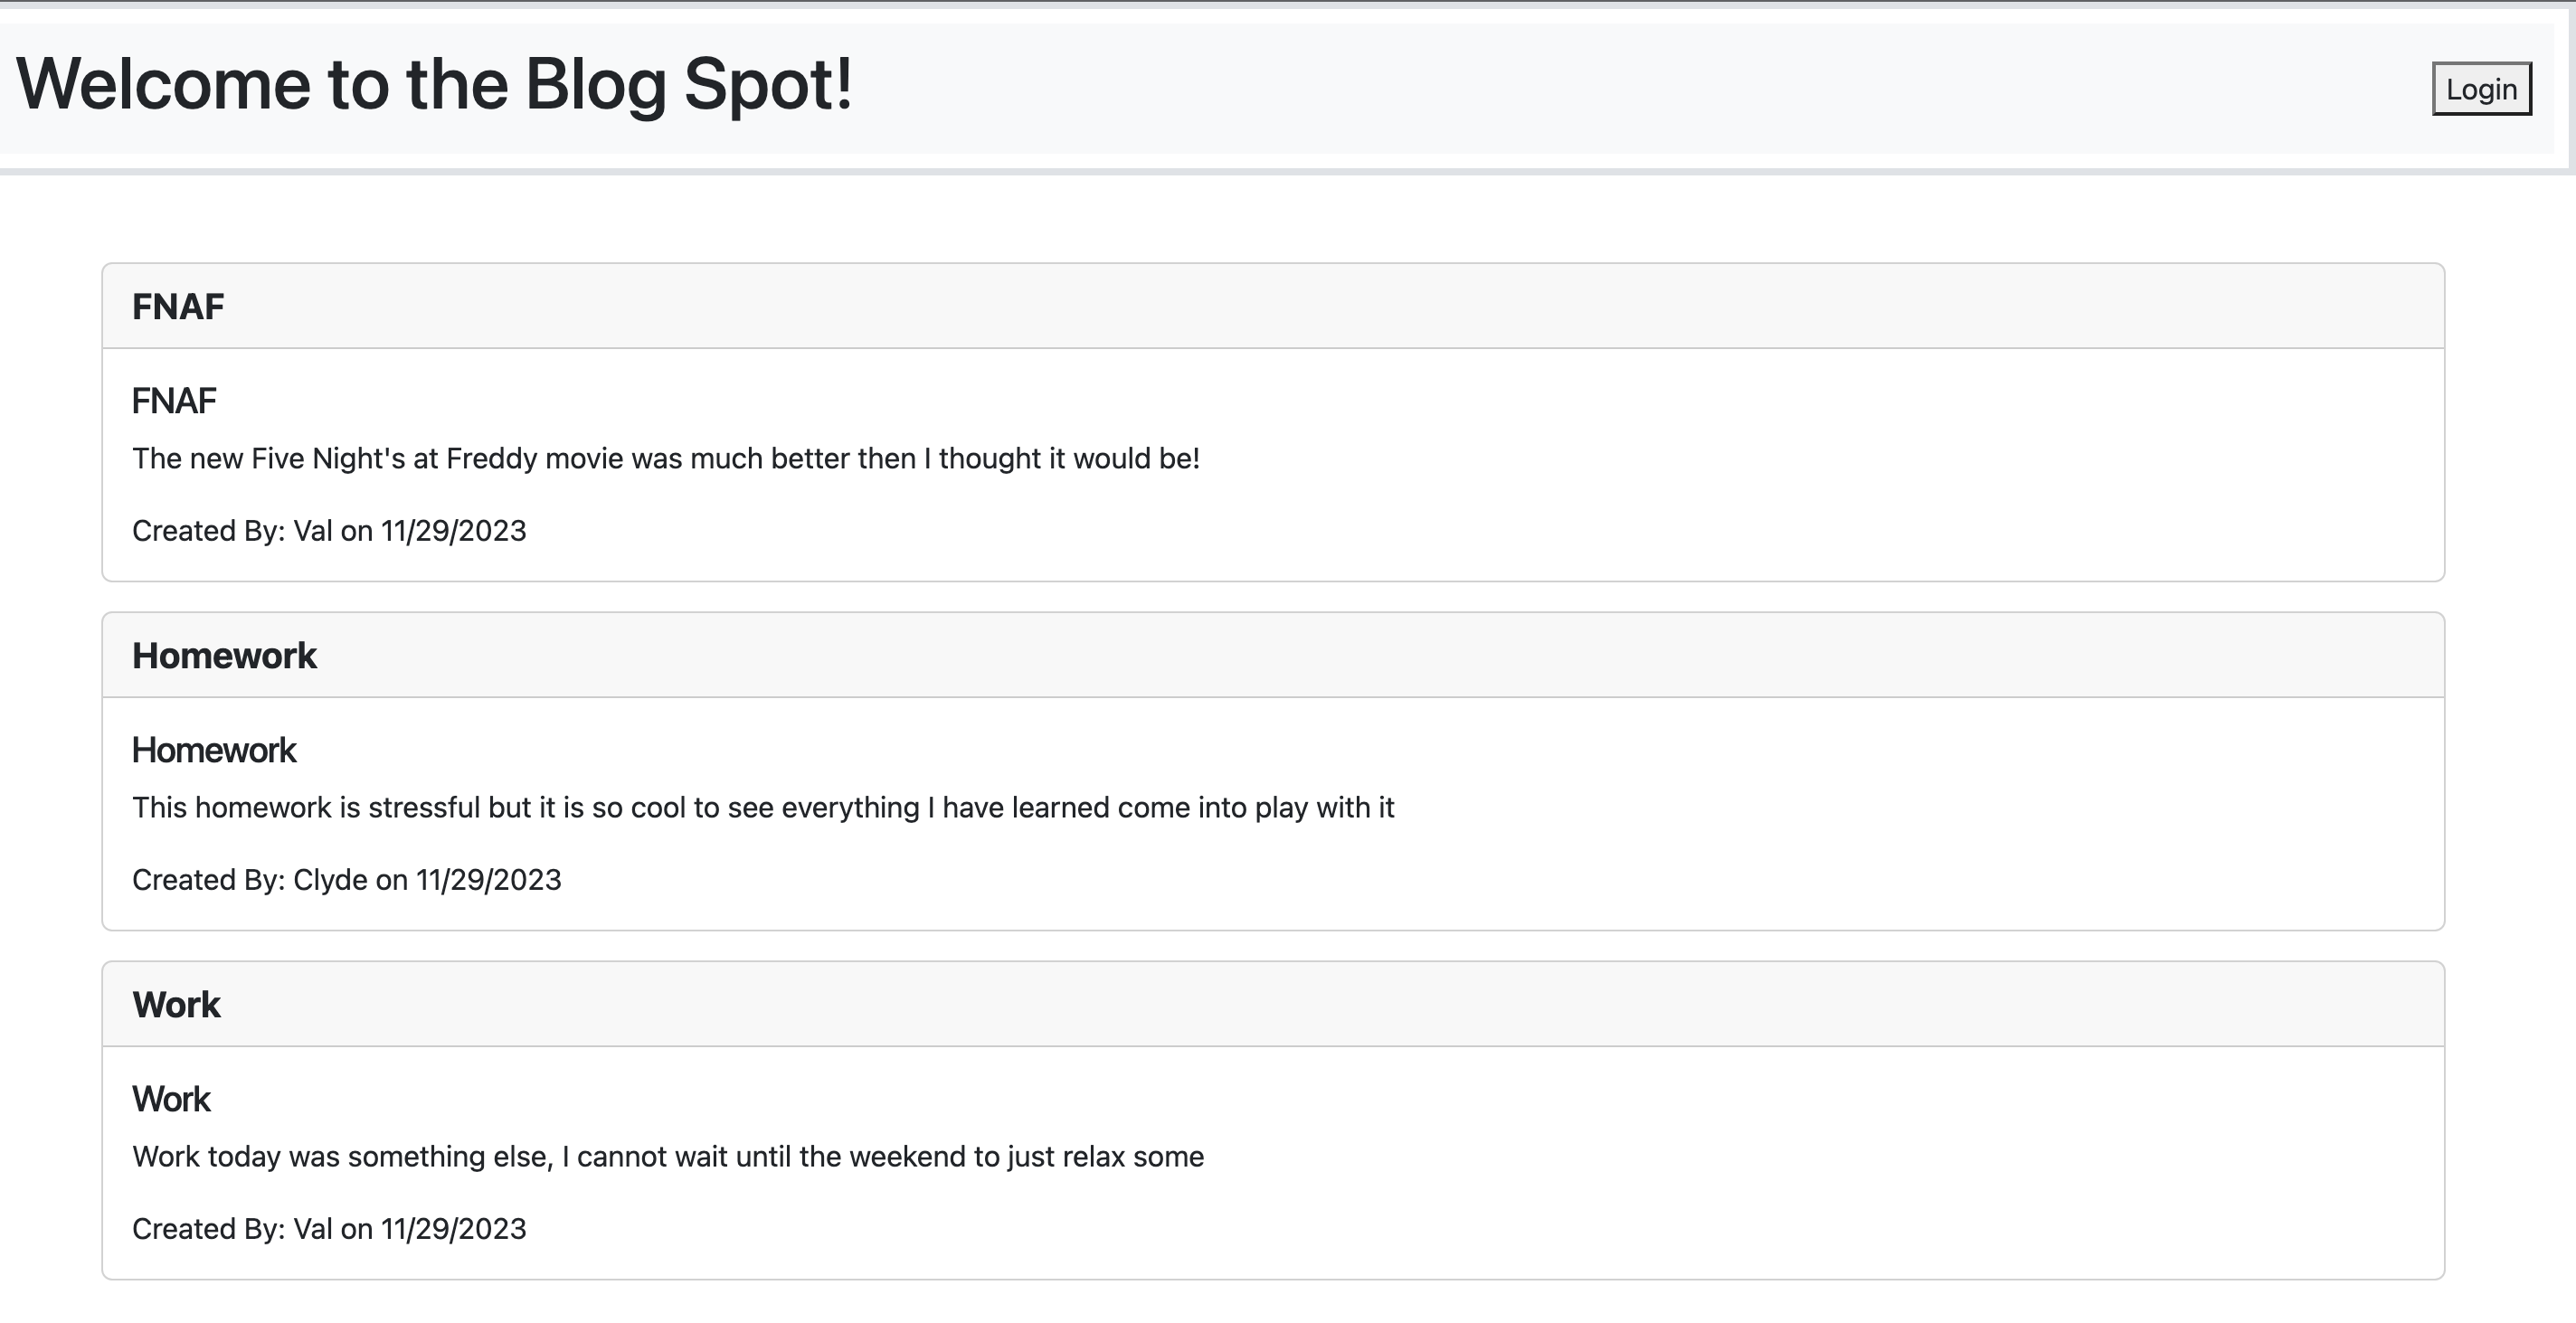 Welcome to the Blog Spot!
Login
FNAF
FNAF
The new Five Night's at Freddy movie was much better then I thought it would be!
Created By: Val on 11/29/2023
Homework
Homework
This homework is stressful but it is so cool to see everything I have learned come into play with it
Created By: Clyde on 11/29/2023
Work
Work
Work today was something else, I cannot wait until the weekend to just relax some
Created By: Val on 11/29/2023